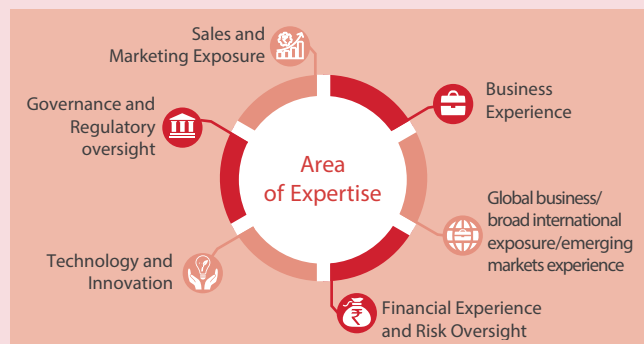 Sales and
Marketing Exposure
Business
Experience
Governance and
Regulatory
oversight
Area
of Expertise
Global business/
broad international
exposure/emerging
markets experience
Technology and
Innovation
Financial Experience
and Risk Oversight
₹